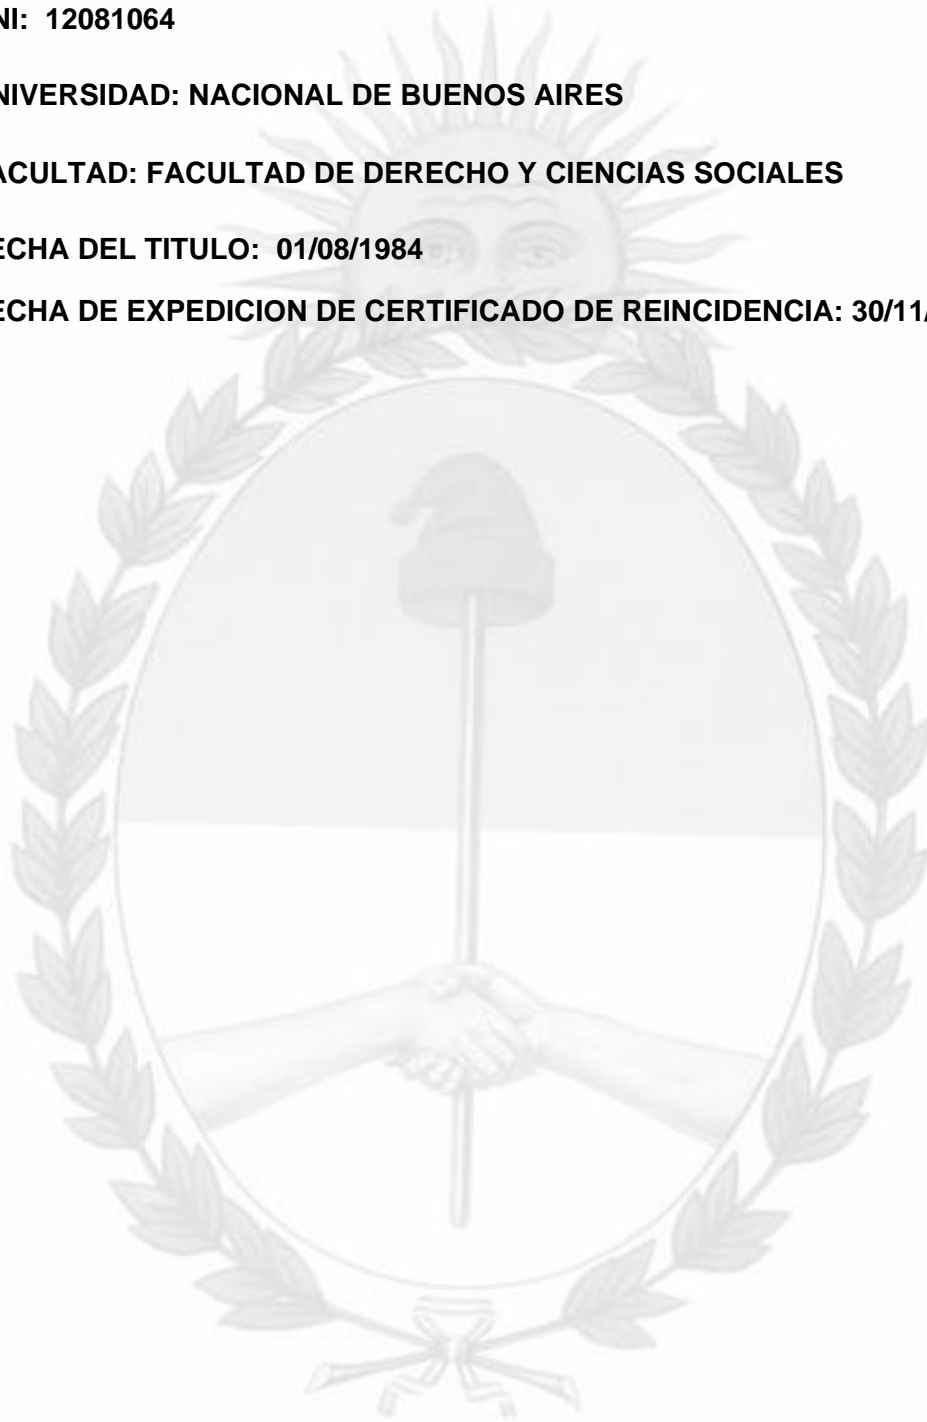 NI: 12081064
NIVERSIDAD: NACIONAL DE BUENOS AIRES
ACULTAD: FACULTAD DE DERECHO Y CIENCIAS SOCIALES
ECHA DEL TITULO: 01/08/1984
ECHA DE EXPEDICION DE CERTIFICADO DE REINCIDENCIA: 30/11/